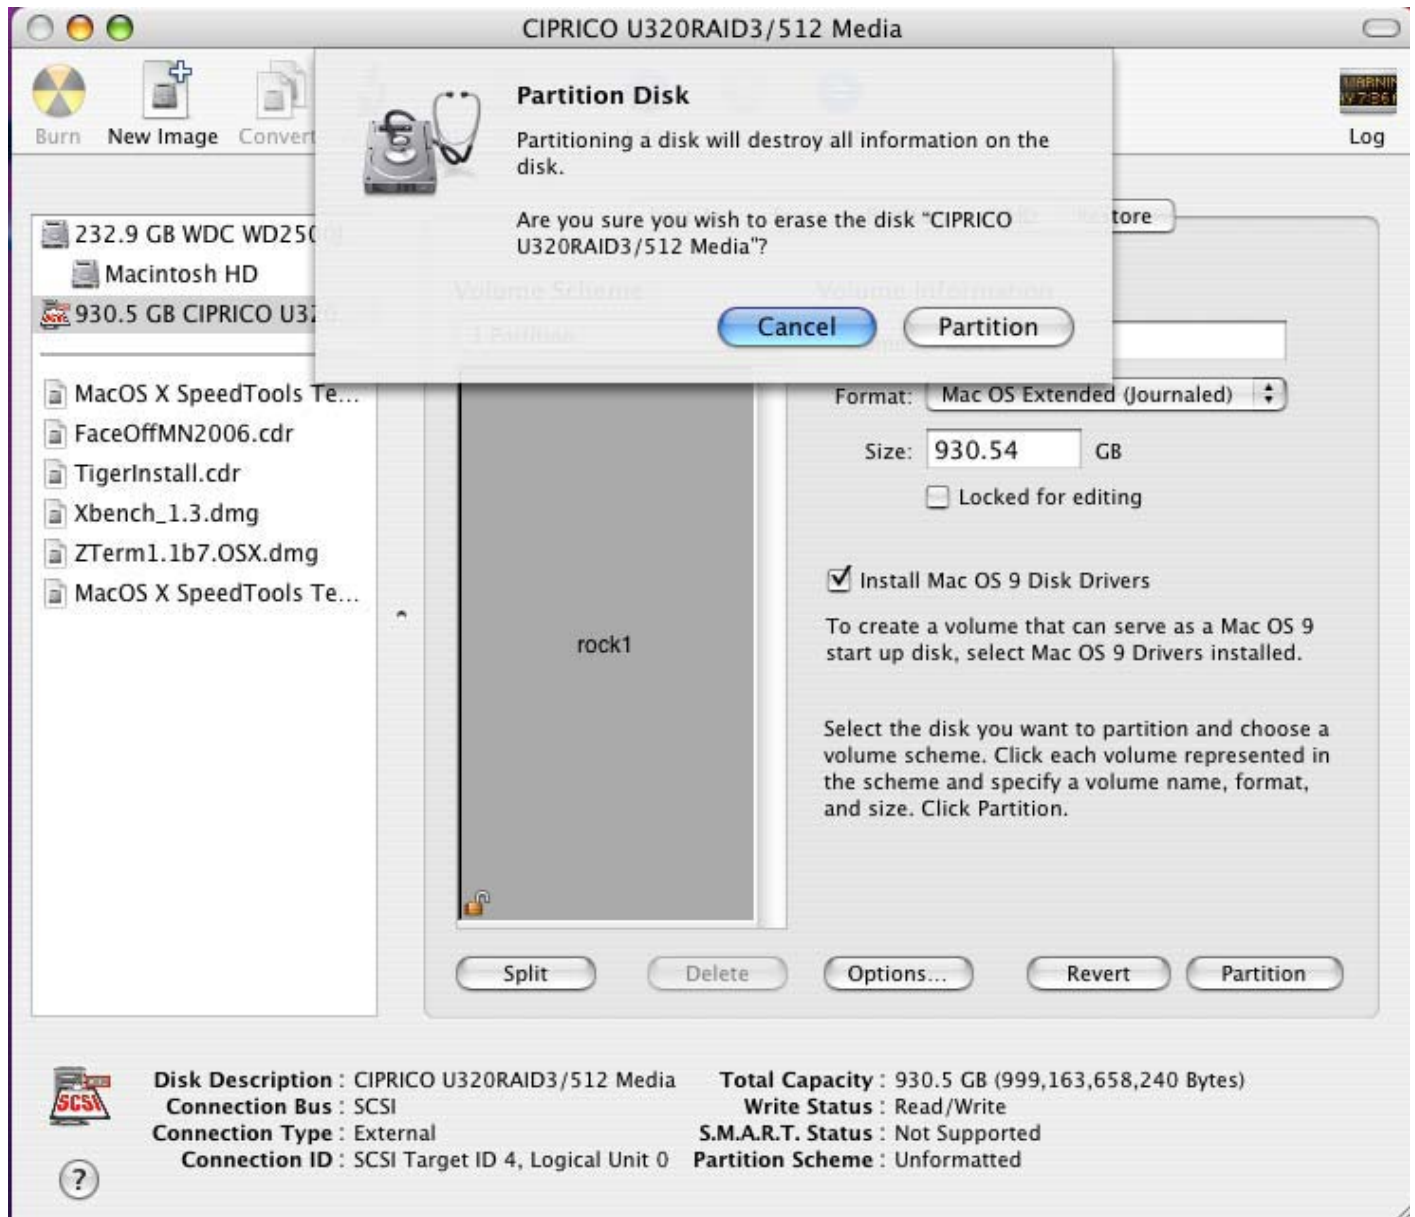 CIPRICO U320RAID3/512 Media
Burn
New Image
Convert
Log
Partition Disk
Partitioning a disk will destroy all information on the
disk.
Are you sure you wish to erase the disk "CIPRICO
U320RAID3/512 Media"?
Cancel
Partition
232.9 GB WDC WD2500
Macintosh HD
930.5 GB CIPRICO U320
MacOS X SpeedTools Te...
FaceOffMN2006.cdr
TigerInstall.cdr
Xbench_1.3.dmg
ZTerm1.1b7.OSX.dmg
MacOS X SpeedTools Te...
Volume Scheme
1 Partition
Volume Information
Format: Mac OS Extended (Journaled)
Size: 930.54 GB
Locked for editing
Install Mac OS 9 Disk Drivers
To create a volume that can serve as a Mac OS 9
start up disk, select Mac OS 9 Drivers installed.
rock1
Select the disk you want to partition and choose a
volume scheme. Click each volume represented in
the scheme and specify a volume name, format,
and size. Click Partition.
Split
Delete
Options...
Revert
Partition
SCSI
Disk Description : CIPRICO U320RAID3/512 Media
Connection Bus : SCSI
Connection Type : External
Connection ID : SCSI Target ID 4, Logical Unit 0
Total Capacity : 930.5 GB (999,163,658,240 Bytes)
Write Status : Read/Write
S.M.A.R.T. Status : Not Supported
Partition Scheme : Unformatted
?